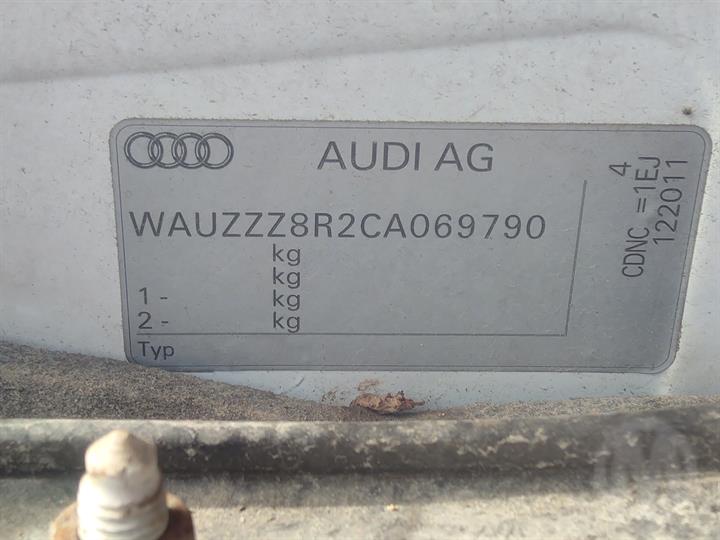 AUDI AG
WAUZZZ8R2CA069790
kg
kg
1 - kg
2 - kg
Typ
4
CDNC =1EJ
122011